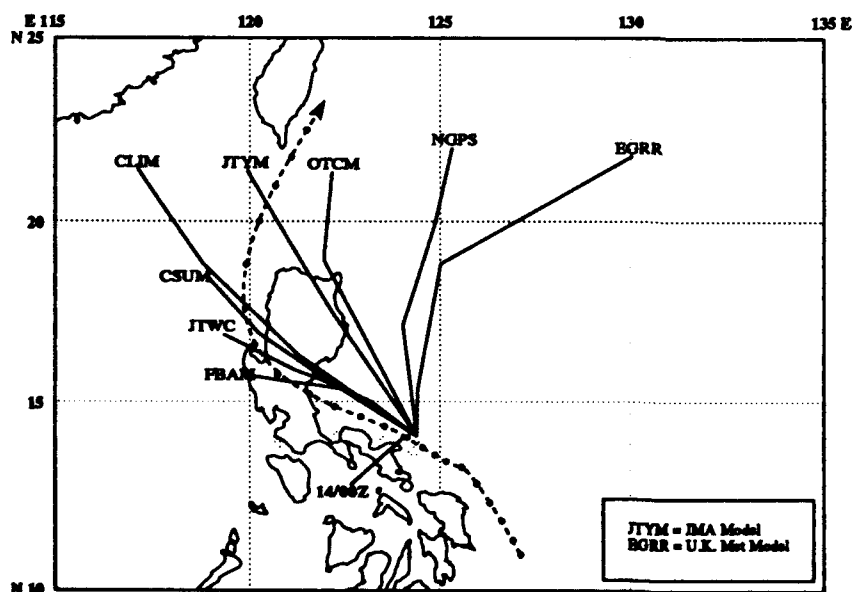 E 115 120 125 130 135 E
N 25
NGPS
CLIM JTYM OTCM EGRR
20
CSUM
JTWC
FBAM
15
14/00Z
JTYM = JMA Model
EGRR = U.K. Met Model
N 10